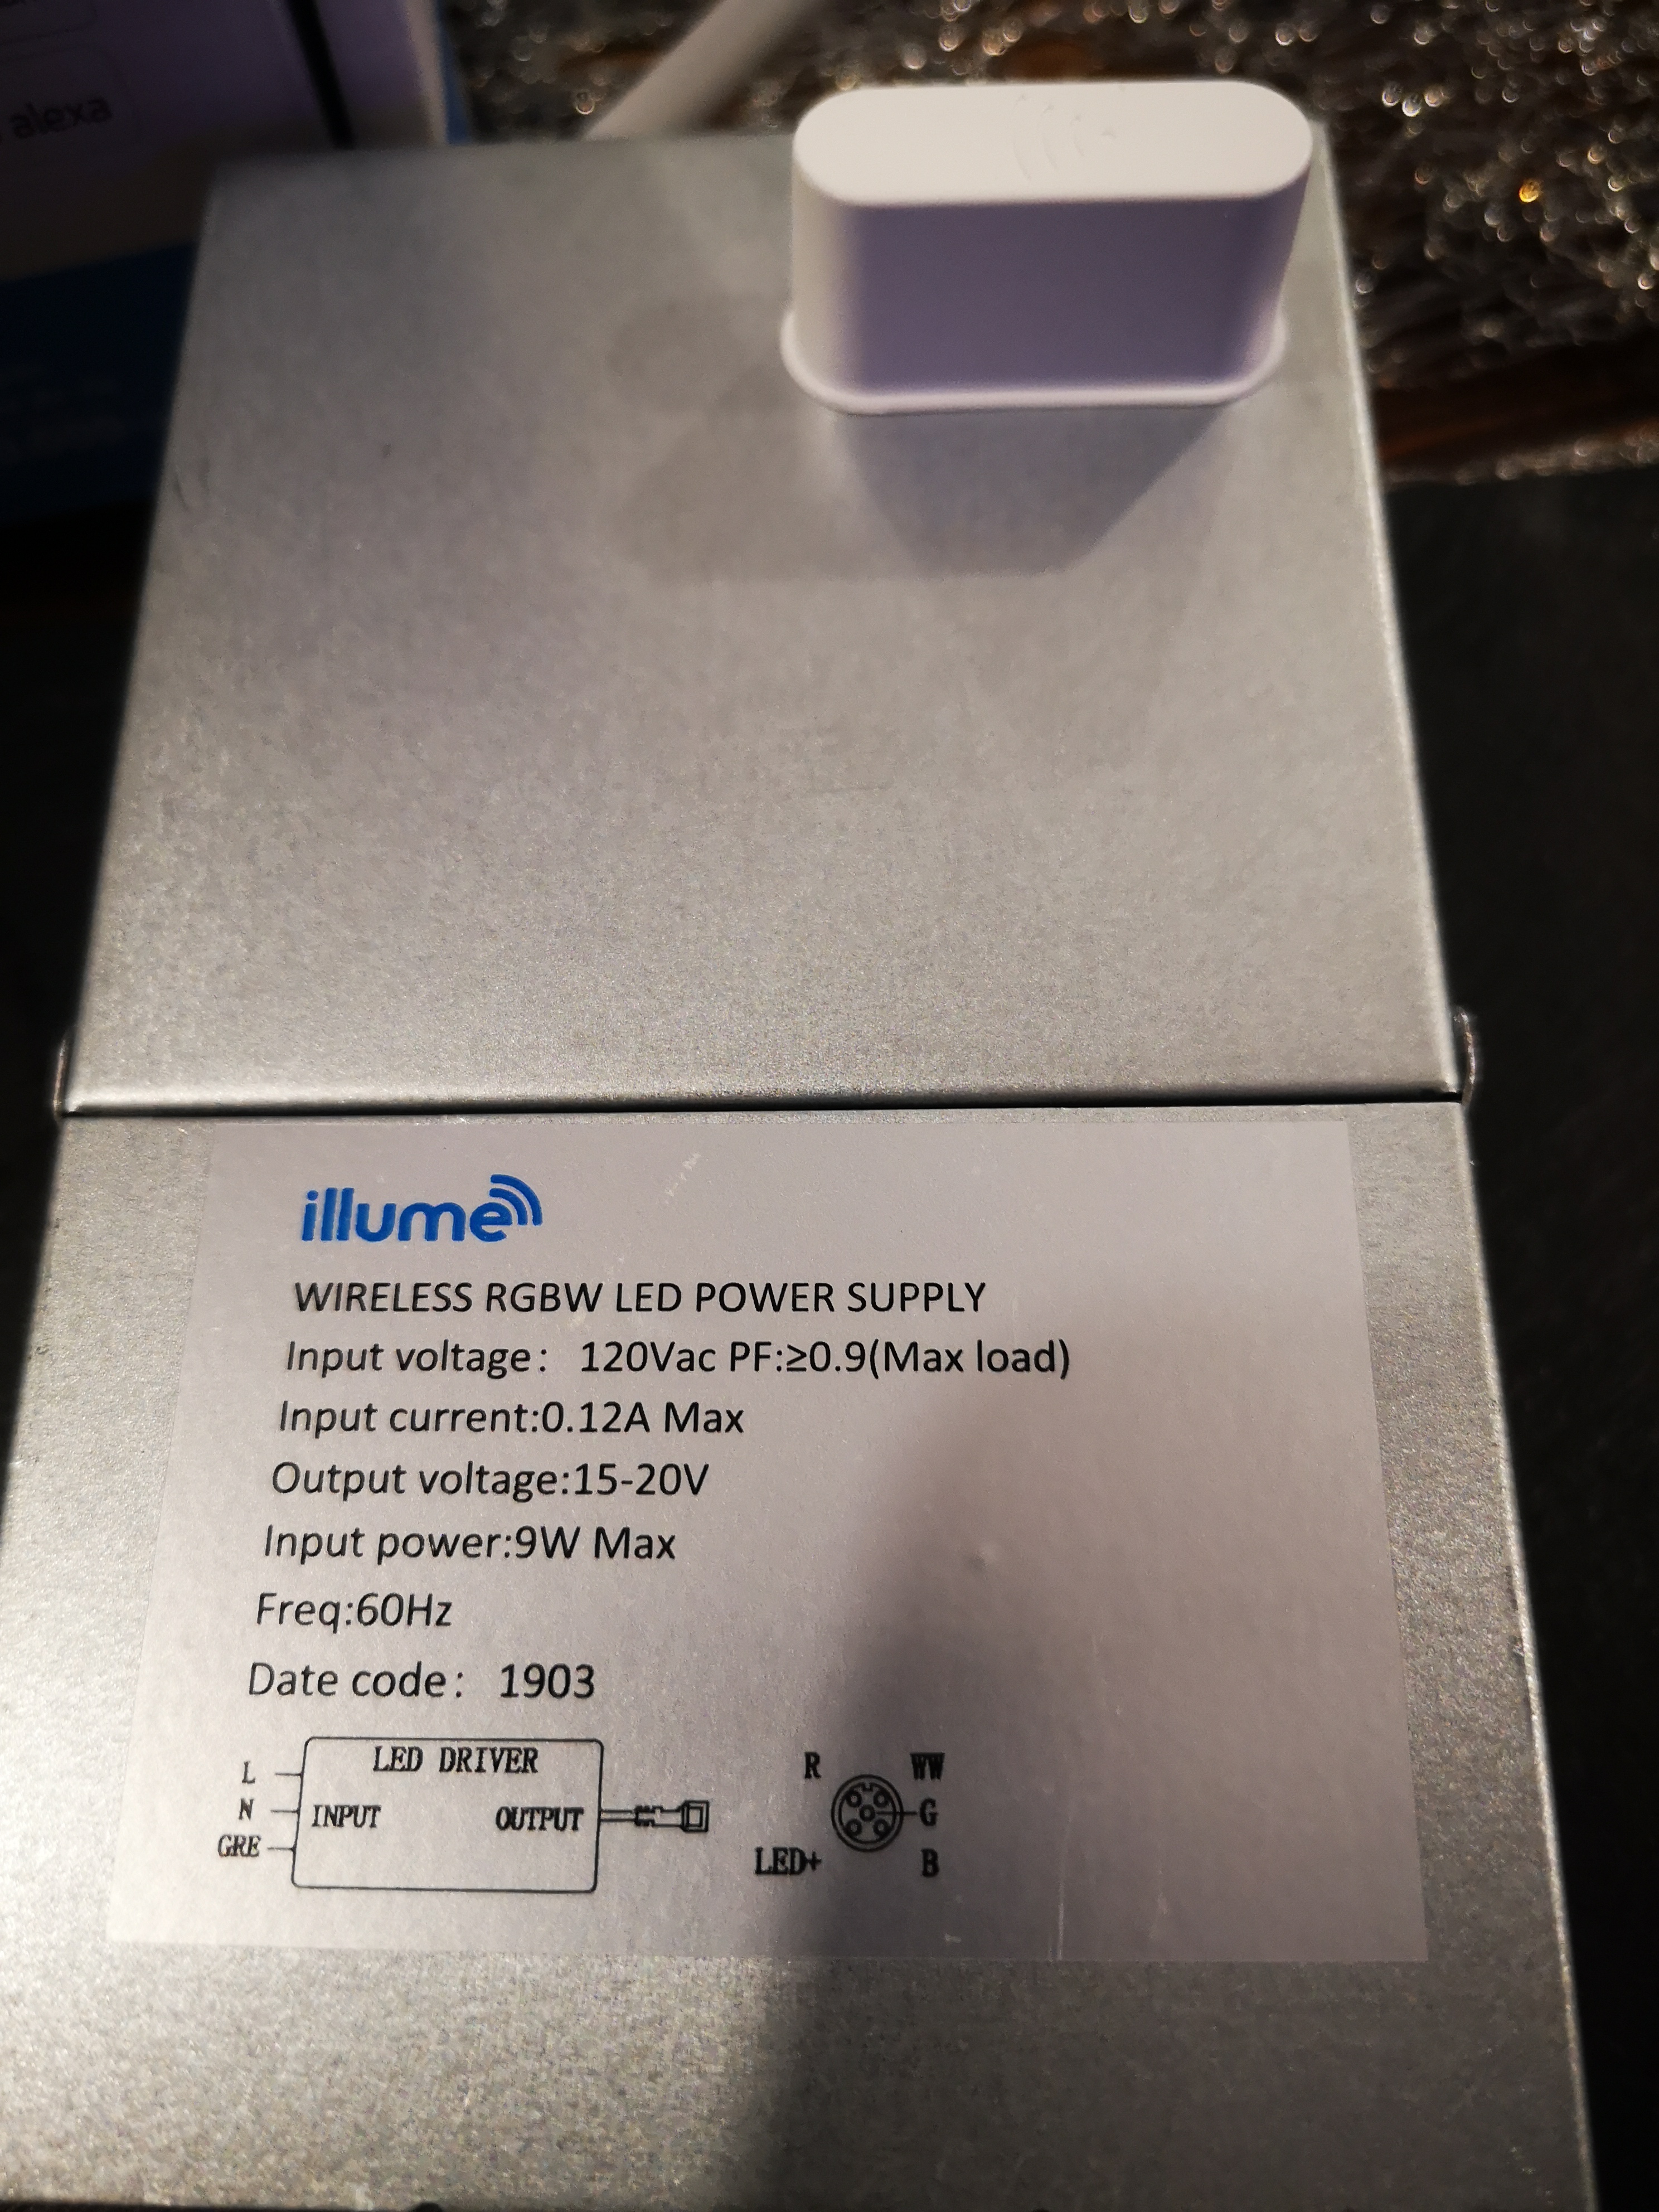 alexa
illume
WIRELESS RGBW LED POWER SUPPLY
Input voltage: 120Vac PF:≥0.9(Max load)
Input current:0.12A Max
Output voltage:15-20V
Input power:9W Max
Freq:60Hz
Date code: 1903
LED DRIVER
L
N
GRE
INPUT
OUTPUT
R
WW
G
LED+
B